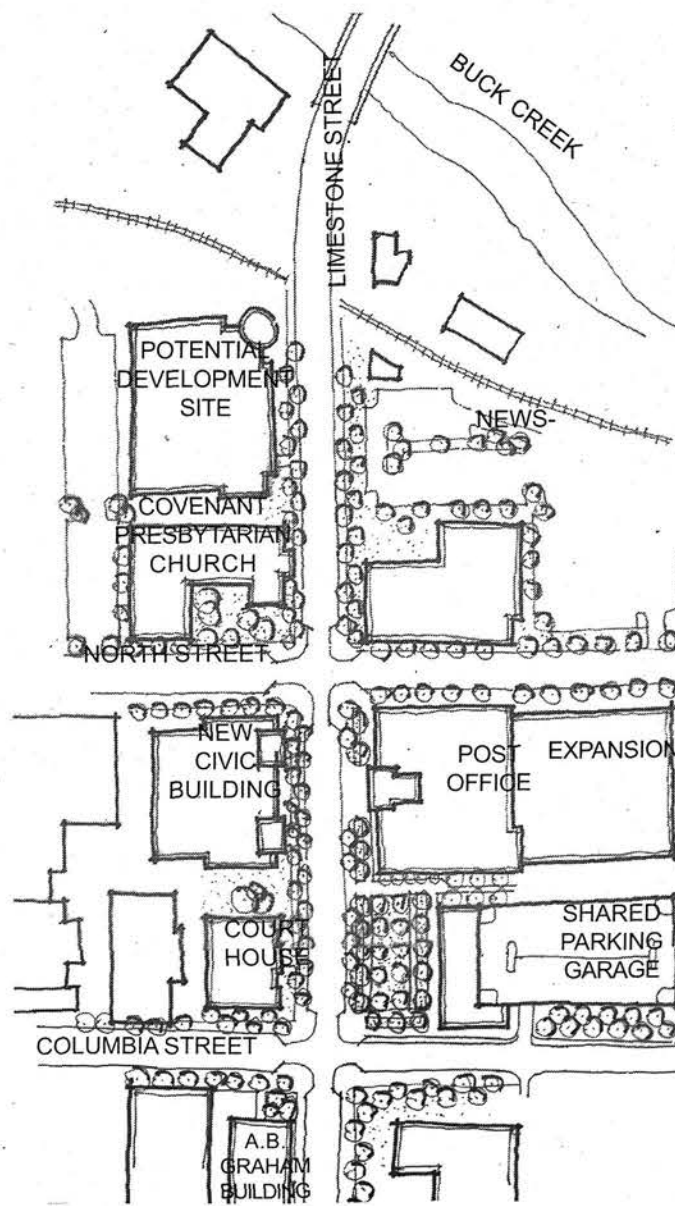 BUCK CREEK
LIMESTONE STREET
POTENTIAL
DEVELOPMENT
SITE
NEWS-
COVENANT
PRESBYTARIAN
CHURCH
NORTH STREET
NEW
CIVIC
BUILDING
POST
OFFICE
EXPANSION
COURT
HOUSE
SHARED
PARKING
GARAGE
COLUMBIA STREET
A.B.
GRAHAM
BUILDING